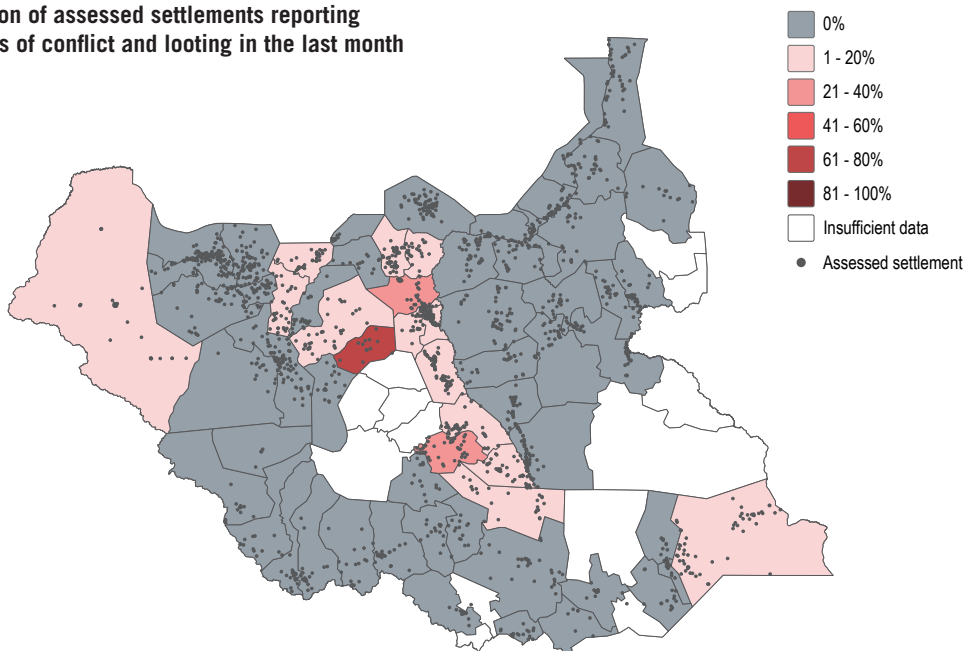 of assessed settlements reporting
of conflict and looting in the last month
0%
1 - 20%
21 - 40%
41 - 60%
61 - 80%
81 - 100%
Insufficient data
Assessed settlement